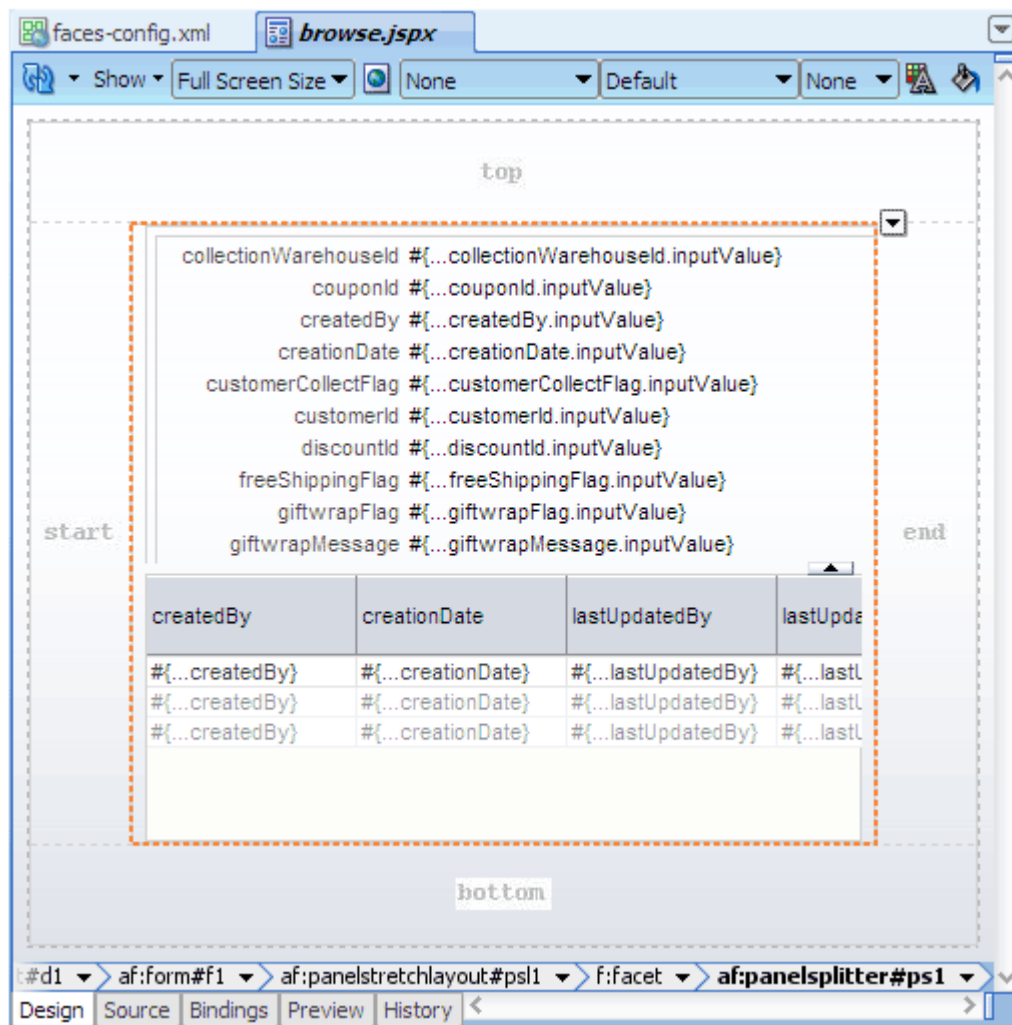 faces-config.xml browse.jspx
Show Full Screen Size None Default None
top
collectionWarehouseId #{...collectionWarehouseId.inputValue}
couponId #{...couponId.inputValue}
createdBy #{...createdBy.inputValue}
creationDate #{...creationDate.inputValue}
customerCollectFlag #{...customerCollectFlag.inputValue}
customerId #{...customerId.inputValue}
discountId #{...discountId.inputValue}
freeShippingFlag #{...freeShippingFlag.inputValue}
giftwrapFlag #{...giftwrapFlag.inputValue}
start end
giftwrapMessage #{...giftwrapMessage.inputValue}
createdBy creationDate lastUpdatedBy lastUpda
#{...createdBy} #{...creationDate} #{...lastUpdatedBy} #{...lastU
#{...createdBy} #{...creationDate} #{...lastUpdatedBy} #{...lastU
#{...createdBy} #{...creationDate} #{...lastUpdatedBy} #{...lastU
bottom
t#d1 af:form#f1 af:panelstretchlayout#psl1 f:facet af:panelsplitter#ps1
Design Source Bindings Preview History